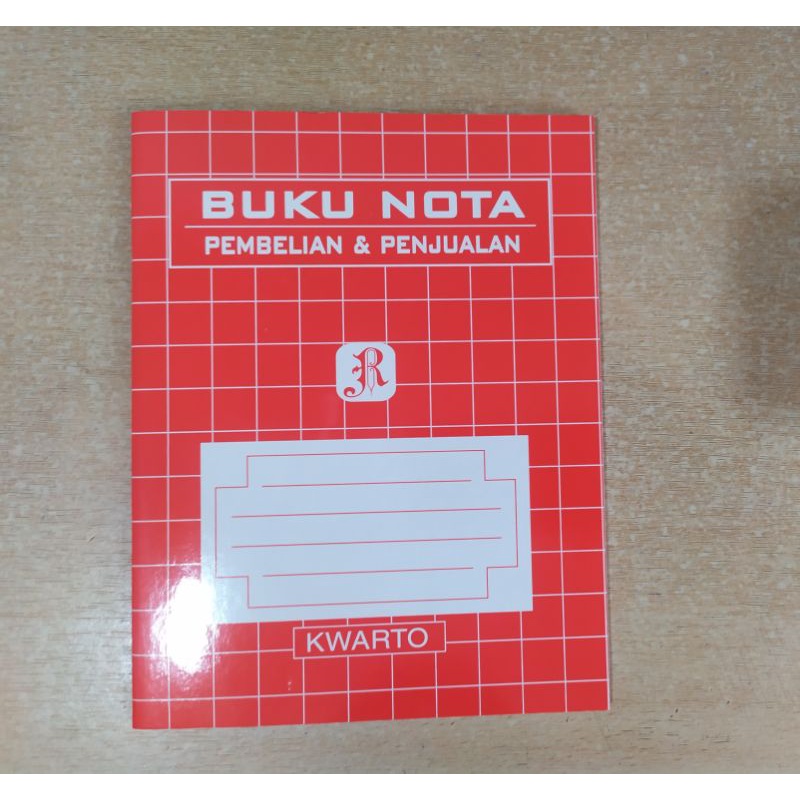 BUKU NOTA
PEMBELIAN & PENJUALAN
R
KWARTO